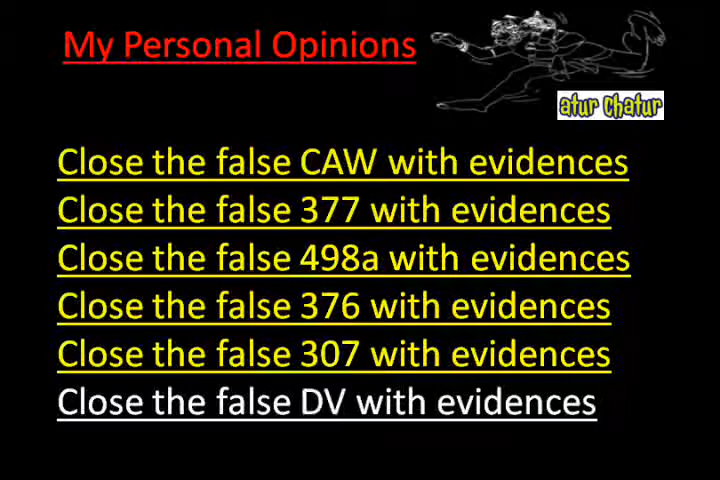 My Personal Opinions
atur chatur
Close the false CAW with evidences
Close the false 377 with evidences
Close the false 498a with evidences
Close the false 376 with evidences
Close the false 307 with evidences
Close the false DV with evidences